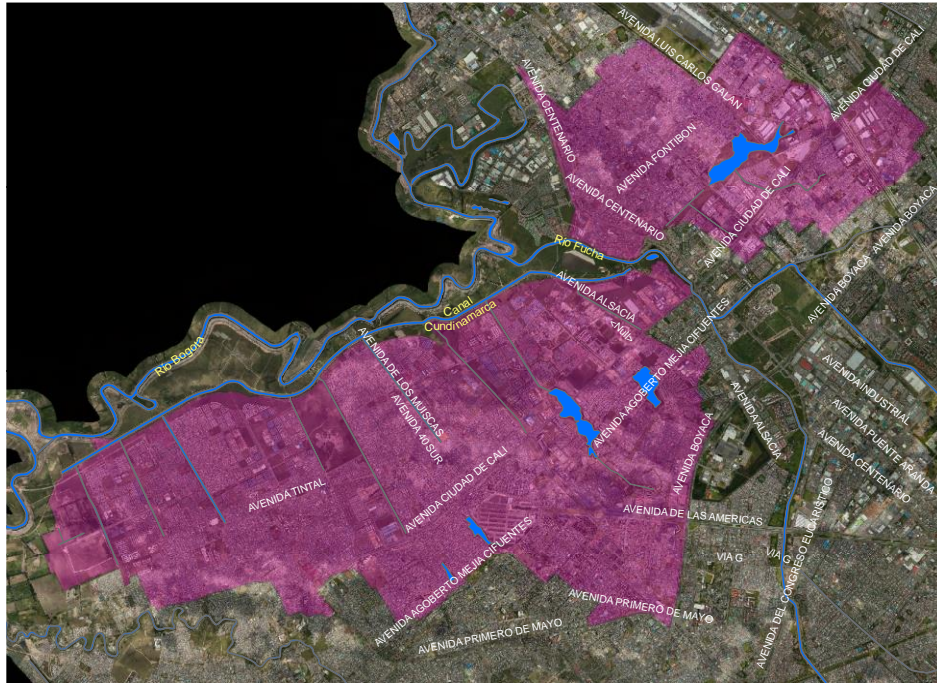 AVENIDA LUIS CARLOS GALAN
AVENIDA CIUDAD DE CALI
AVENIDA CENTENARIO
AVENIDA FONTIBON
AVENIDA CENTENARIO
AVENIDA CIUDAD DE CALI
AVENIDA BOYACA
Río Fucha
AVENIDA BOYACA
AVENIDA ALSACIA
Canal
Cundinamarca
<Null>
AVENIDA AGOBERTO MEJIA CIFUENTES
Río Bogotá
AVENIDA DE LOS MUISCAS
AVENIDA INDUSTRIAL
AVENIDA 40 SUR
AVENIDA ALSACIA
AVENIDA PUENTE ARANDA
AVENIDA BOYACA
AVENIDA CENTENARIO
AVENIDA CIUDAD DE CALI
AVENIDA TINTAL
AVENIDA DE LAS AMERICAS
AVENIDA AGOBERTO MEJIA CIFUENTES
VIA G
VIA G
AVENIDA DEL CONGRESO EUCARISTICO
AVENIDA PRIMERO DE MAYO
AVENIDA PRIMERO DE MAYO